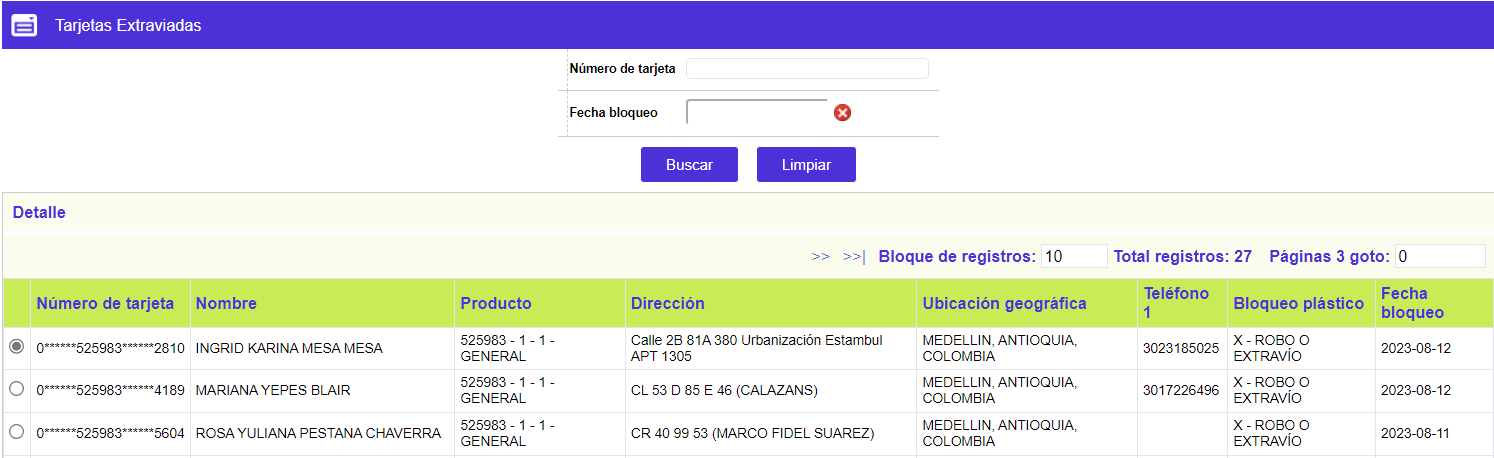 Tarjetas Extraviadas
Número de tarjeta
Fecha bloqueo
Buscar Limpiar
Detalle
>> >>| Bloque de registros: 10 Total registros: 27 Páginas 3 goto: 0
Número de tarjeta Nombre Producto Dirección Ubicación geográfica Teléfono 1 Bloqueo plástico Fecha bloqueo
0******525983******2810 INGRID KARINA MESA MESA 525983 - 1 - 1 - GENERAL Calle 2B 81A 380 Urbanización Estambul APT 1305 MEDELLIN, ANTIOQUIA, COLOMBIA 3023185025 X - ROBO O EXTRAVÍO 2023-08-12
0******525983******4189 MARIANA YEPES BLAIR 525983 - 1 - 1 - GENERAL CL 53 D 85 E 46 (CALAZANS) MEDELLIN, ANTIOQUIA, COLOMBIA 3017226496 X - ROBO O EXTRAVÍO 2023-08-12
0******525983******5604 ROSA YULIANA PESTANA CHAVERRA 525983 - 1 - 1 - GENERAL CR 40 99 53 (MARCO FIDEL SUAREZ) MEDELLIN, ANTIOQUIA, COLOMBIA X - ROBO O EXTRAVÍO 2023-08-11